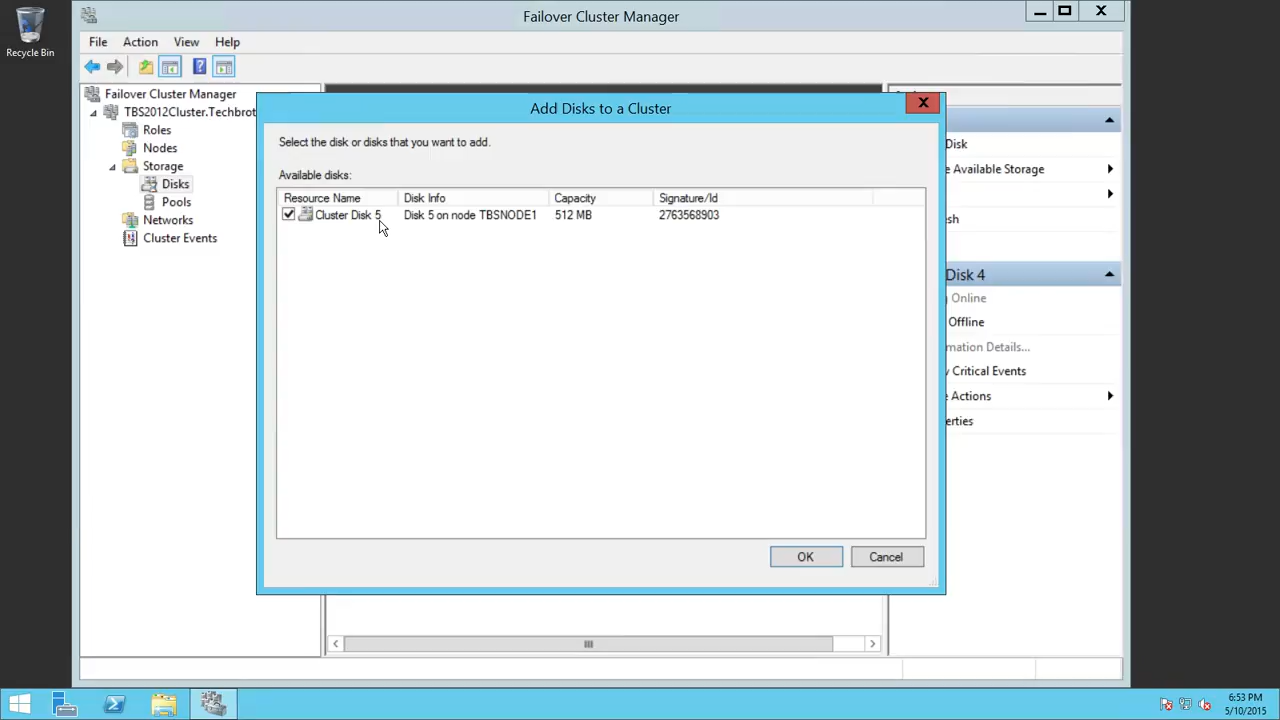 Recycle Bin
Failover Cluster Manager
File Action View Help
Failover Cluster Manager
TBS2012Cluster.Techbrot
Roles
Nodes
Storage
Disks
Pools
Networks
Cluster Events
Add Disks to a Cluster
Select the disk or disks that you want to add.
Available disks:
Resource Name Disk Info Capacity Signature/Id
Cluster Disk 5 Disk 5 on node TBSNODE1 512 MB 2763568903
OK Cancel
Disk
e Available Storage
esh
Disk 4
g Online
Offline
mation Details...
v Critical Events
e Actions
erties
6:53 PM
5/10/2015